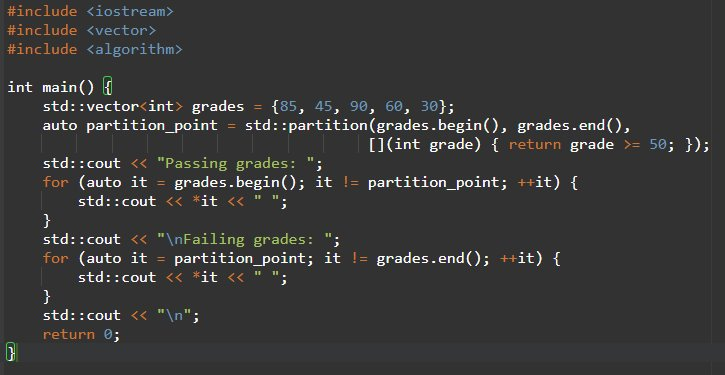 #include <iostream>
#include <vector>
#include <algorithm>

int main() {
    std::vector<int> grades = {85, 45, 90, 60, 30};
    auto partition_point = std::partition(grades.begin(), grades.end(),
                                          [](int grade) { return grade >= 50; });
    std::cout << "Passing grades: ";
    for (auto it = grades.begin(); it != partition_point; ++it) {
        std::cout << *it << " ";
    }
    std::cout << "\nFailing grades: ";
    for (auto it = partition_point; it != grades.end(); ++it) {
        std::cout << *it << " ";
    }
    std::cout << "\n";
    return 0;
}